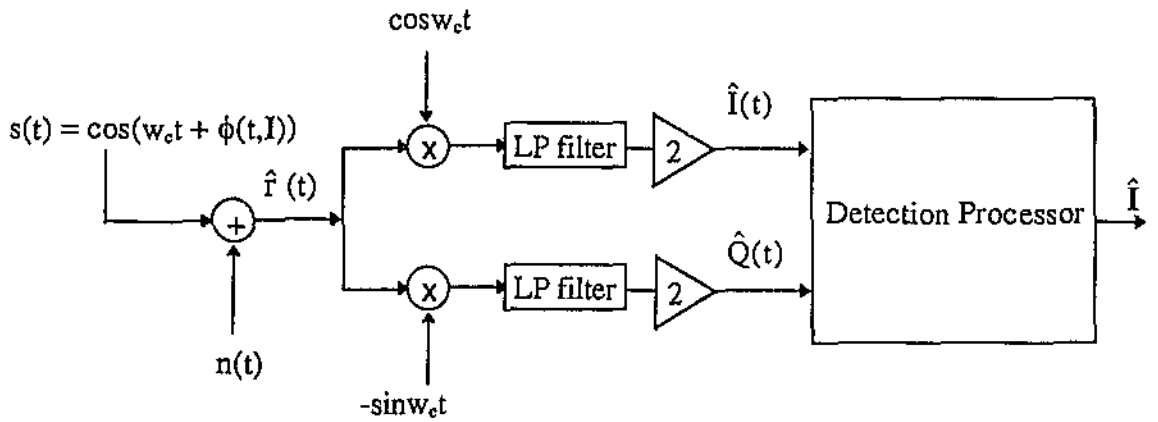 cosw_ct
s(t) = cos(w_ct + ϕ(t,I))
r̂ (t)
n(t)
x
LP filter
2
Î(t)
+
x
LP filter
2
Q̂(t)
-sinw_ct
Detection Processor
Î